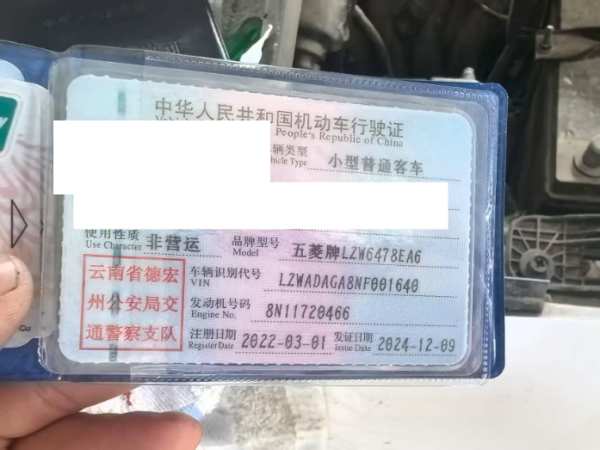 中华人民共和国机动车行驶证
People's Republic of China
辆类型 小型普通客车
hicle Type
使用性质 非营运 品牌型号 五菱牌LZW6478EA6
Use Character Model
云南省德宏州公安局交通警察支队
车辆识别代号 LZWADAGA8NF001640
VIN
发动机号码 8N11720466
Engine No.
注册日期 2022-03-01 发证日期 2024-12-09
Register Date Issue Date